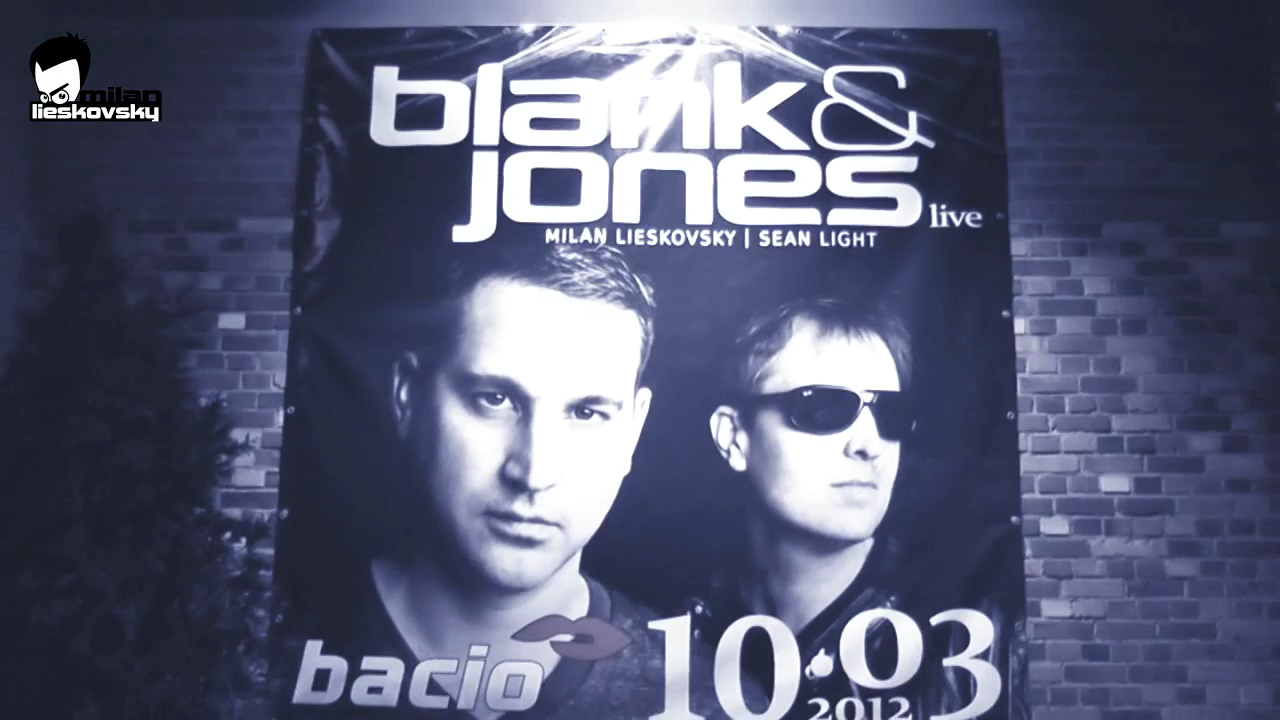 milan
lieskovsky
blank &
jones
live
MILAN LIESKOVSKY | SEAN LIGHT
bacio
10.03
2012